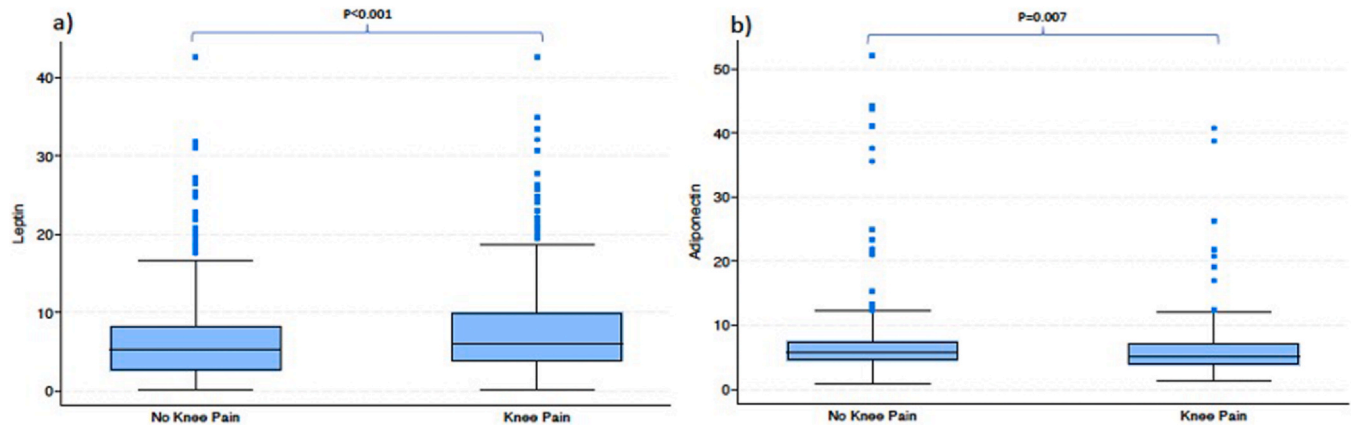 a)
P<0.001
40
30
20
10
0
Leptin
No Knee Pain
Knee Pain
b)
P=0.007
50
40
30
20
10
0
Adiponectin
No Knee Pain
Knee Pain